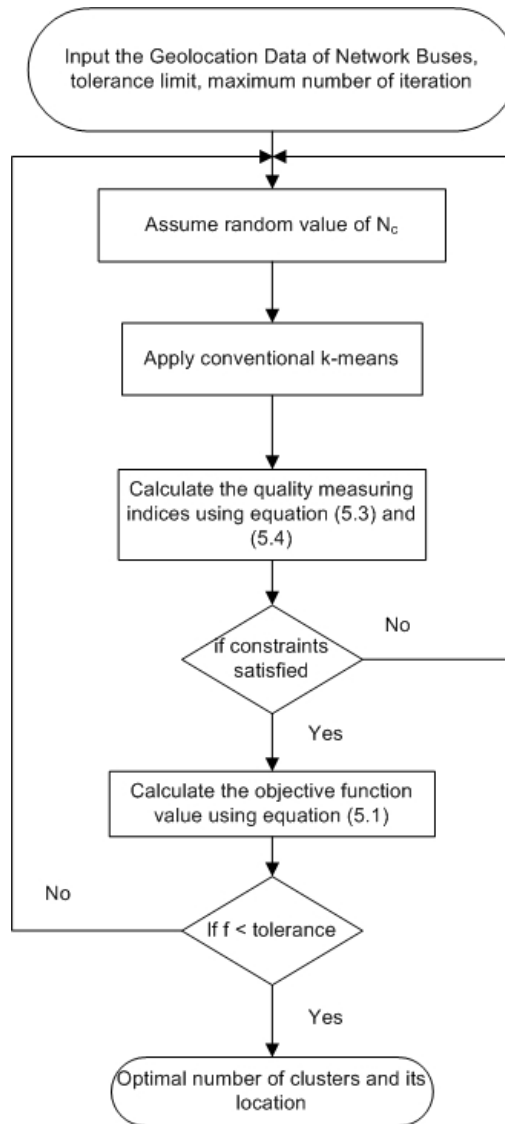 Input the Geolocation Data of Network Buses,
tolerance limit, maximum number of iteration
Assume random value of Nc
Apply conventional k-means
Calculate the quality measuring
indices using equation (5.3) and
(5.4)
if constraints
satisfied
No
Yes
Calculate the objective function
value using equation (5.1)
No
If f < tolerance
Yes
Optimal number of clusters and its
location